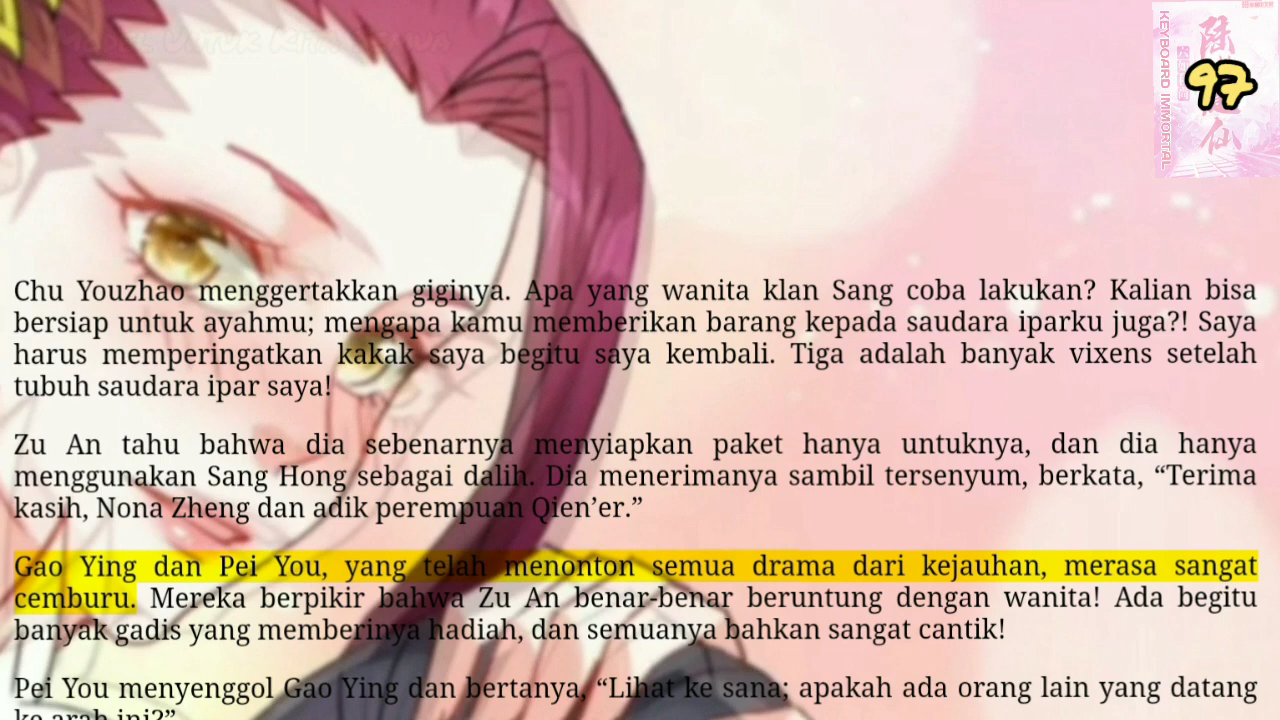 KEYBOARD IMMORTAL
97
Chu Youzhao menggertakkan giginya. Apa yang wanita klan Sang coba lakukan? Kalian bisa
bersiap untuk ayahmu; mengapa kamu memberikan barang kepada saudara iparku juga?! Saya
harus memperingatkan kakak saya begitu saya kembali. Tiga adalah banyak vixens setelah
tubuh saudara ipar saya!
Zu An tahu bahwa dia sebenarnya menyiapkan paket hanya untuknya, dan dia hanya
menggunakan Sang Hong sebagai dalih. Dia menerimanya sambil tersenyum, berkata, “Terima
kasih, Nona Zheng dan adik perempuan Qien’er.”
Gao Ying dan Pei You, yang telah menonton semua drama dari kejauhan, merasa sangat
cemburu. Mereka berpikir bahwa Zu An benar-benar beruntung dengan wanita! Ada begitu
banyak gadis yang memberinya hadiah, dan semuanya bahkan sangat cantik!
Pei You menyenggol Gao Ying dan bertanya, “Lihat ke sana; apakah ada orang lain yang datang
ke arah ini?”